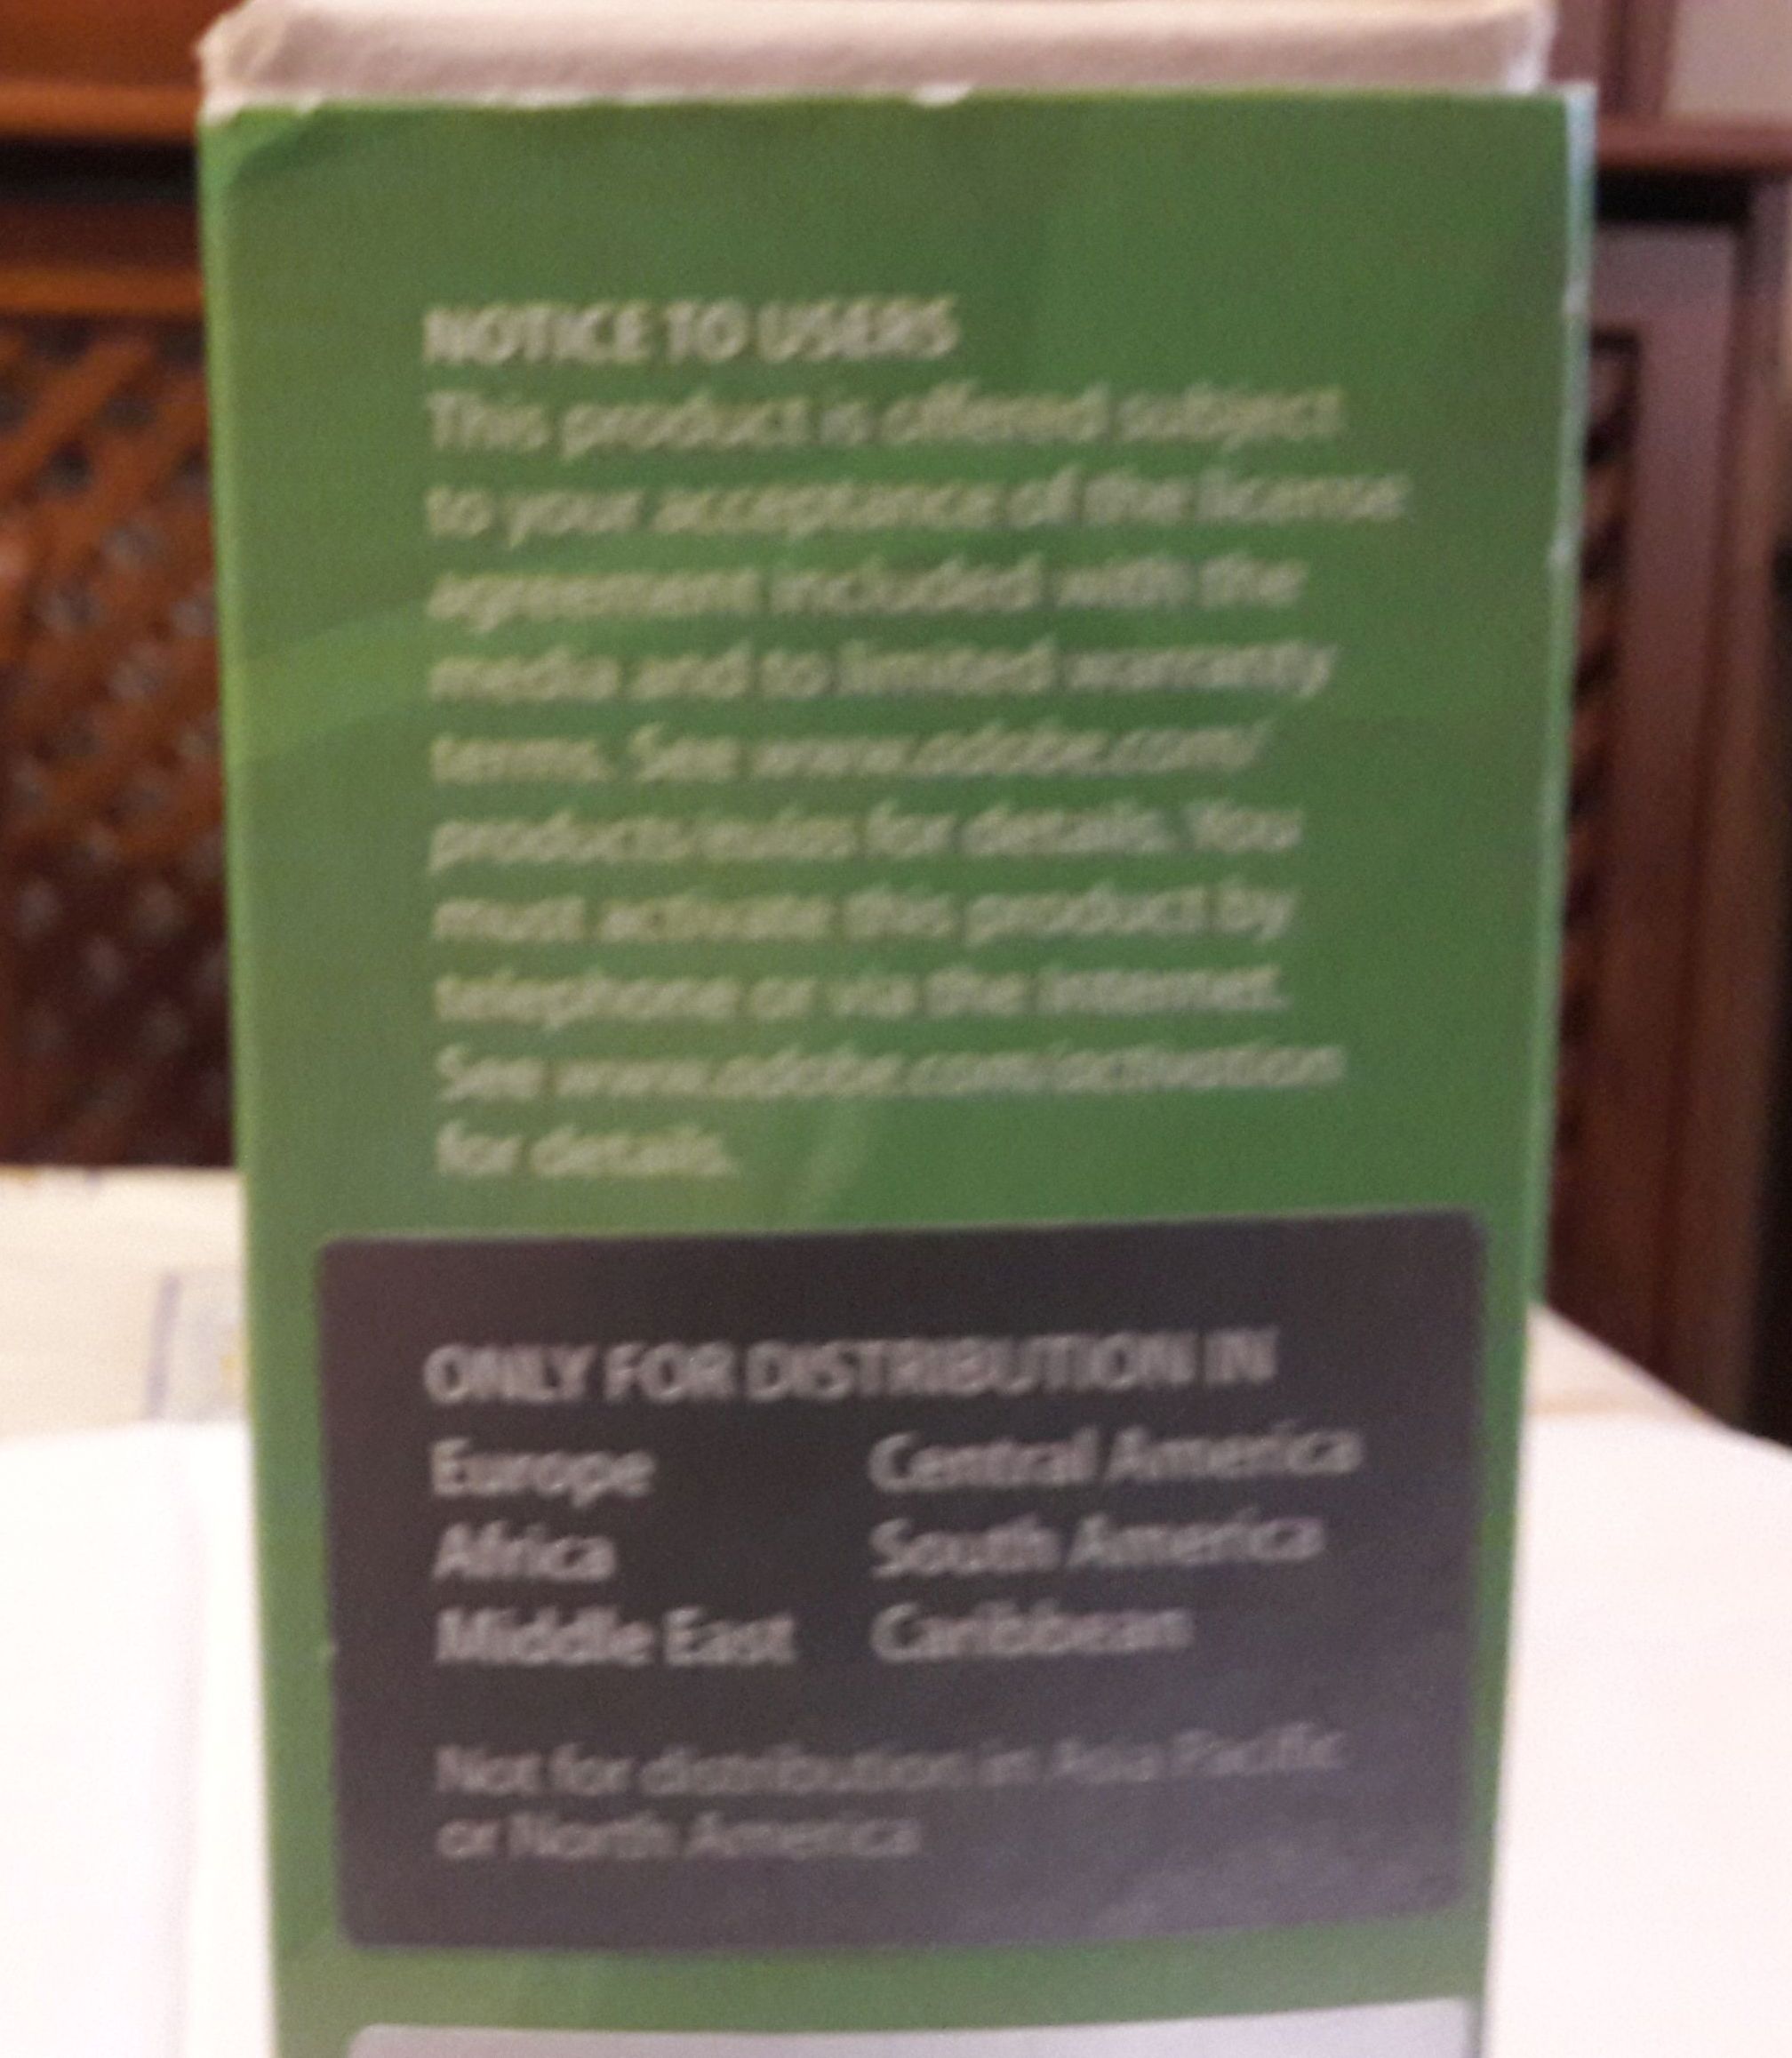 NOTICE TO USERS
This product is offered subject
to your acceptance of the license
agreement included with the
media and to limited warranty
terms. See www.adobe.com/
products/eulas for details. You
must activate this product by
telephone or via the internet.
See www.adobe.com/activation
for details.
ONLY FOR DISTRIBUTION IN
Europe Central America
Africa South America
Middle East Caribbean
Not for distribution in Asia Pacific
or North America